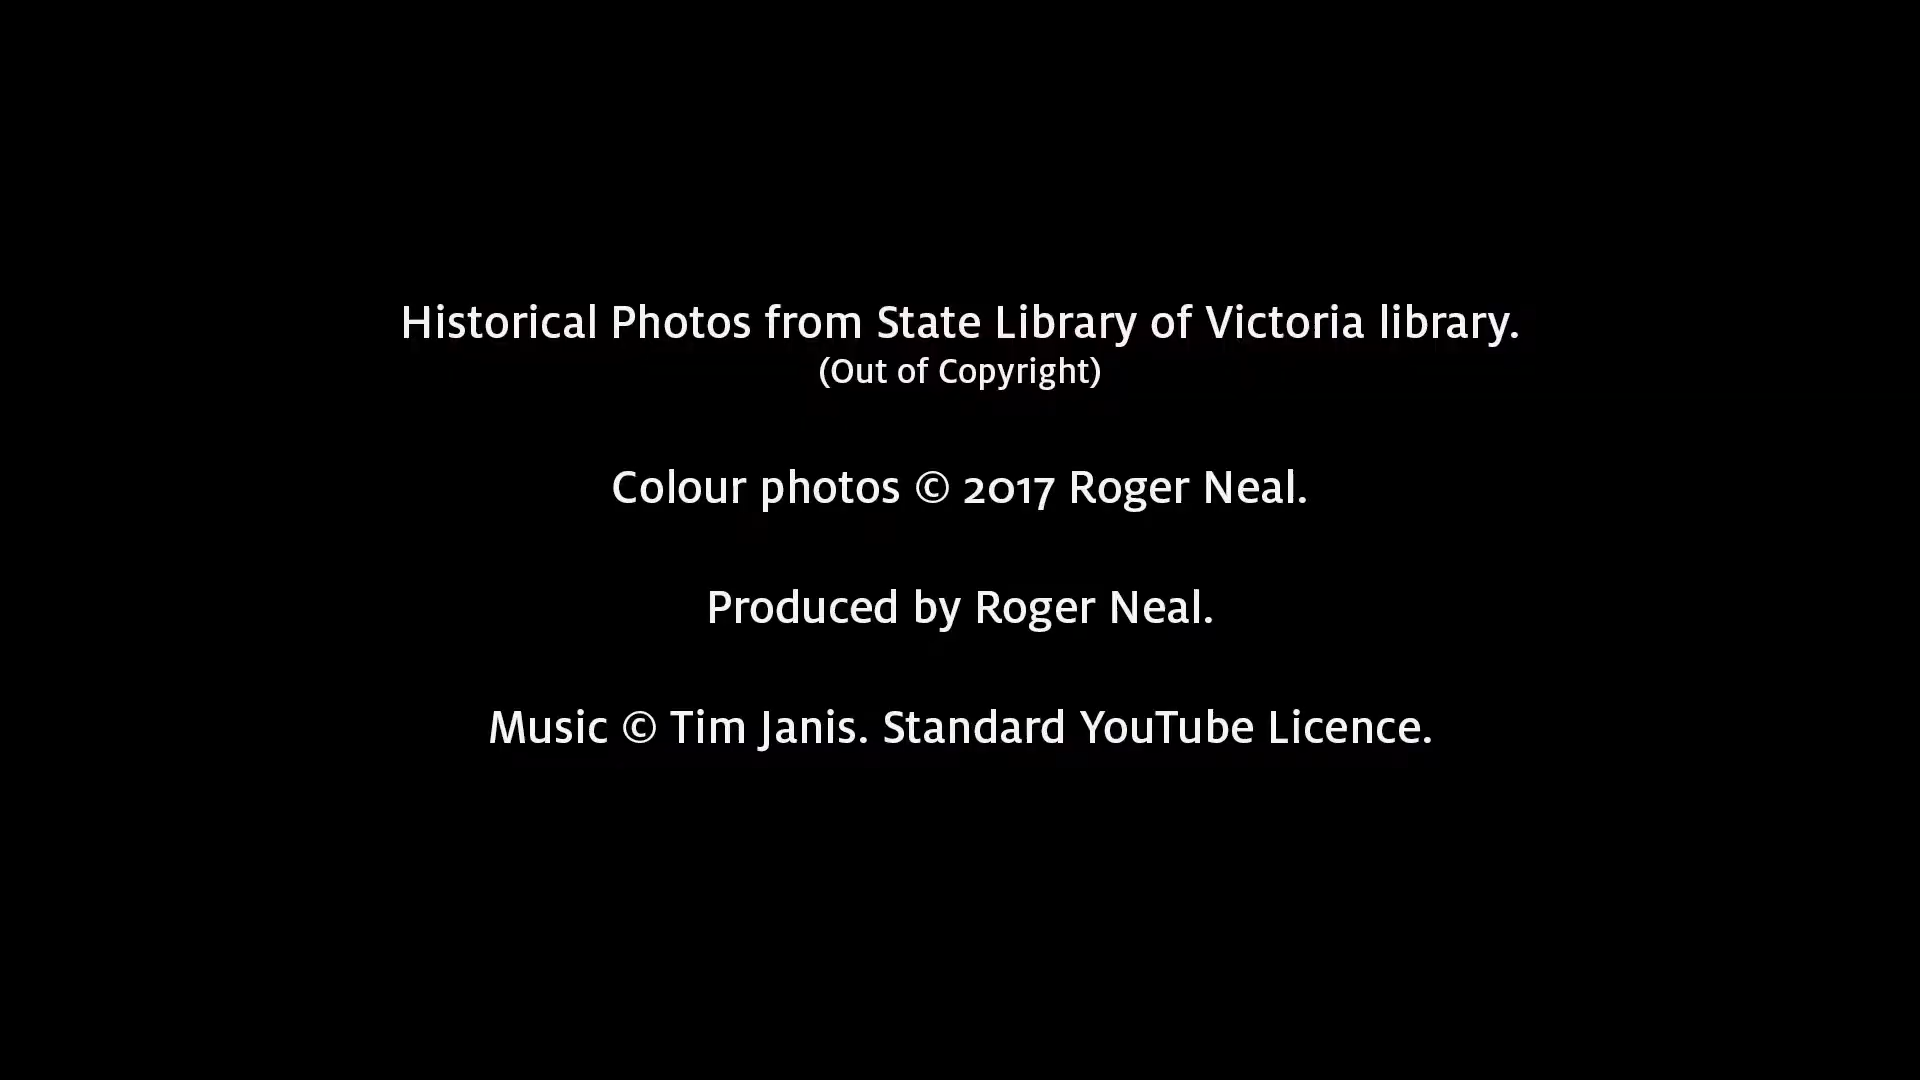 Historical Photos from State Library of Victoria library.
(Out of Copyright)
Colour photos © 2017 Roger Neal.
Produced by Roger Neal.
Music © Tim Janis. Standard YouTube Licence.